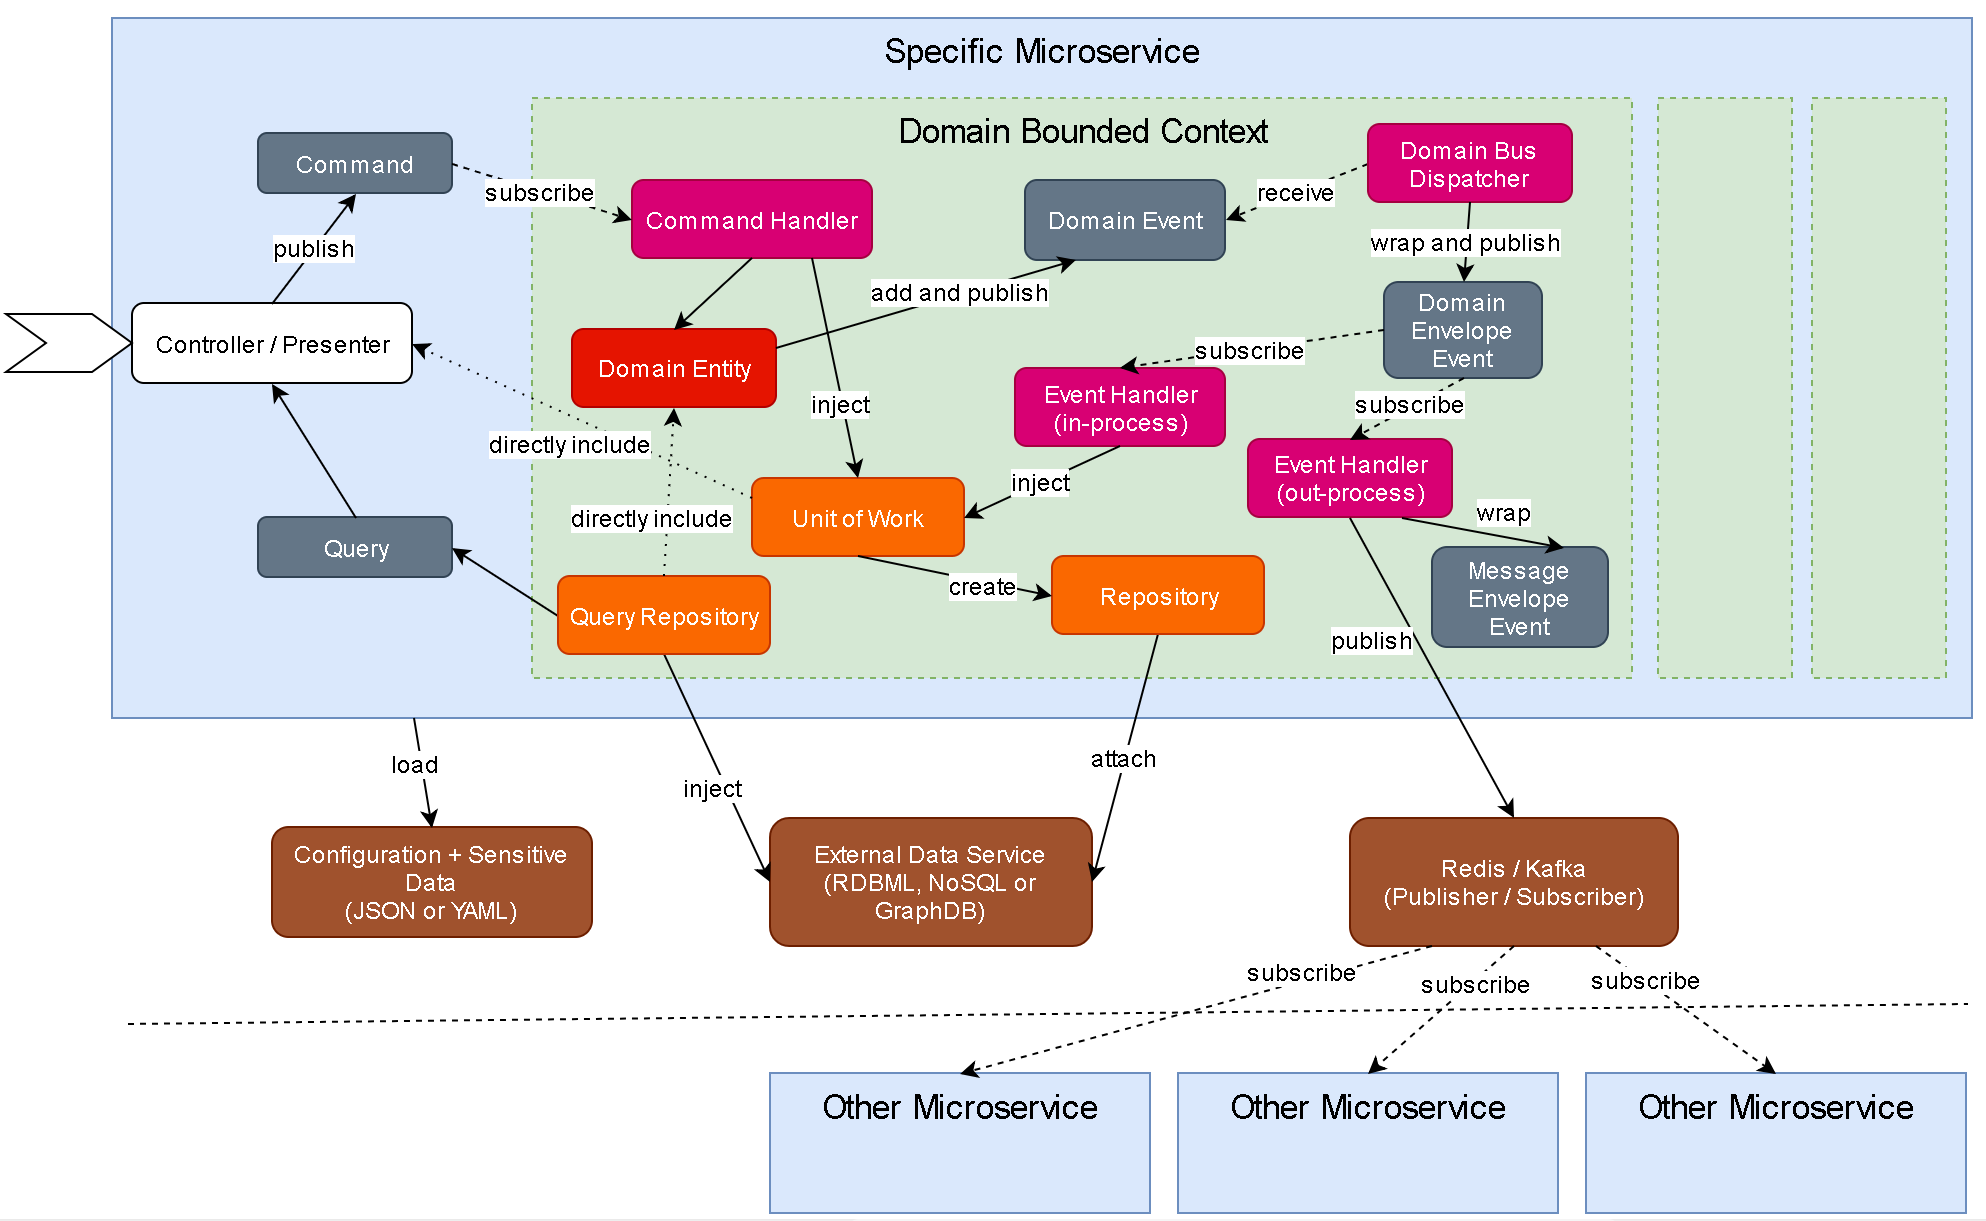 Specific Microservice
Domain Bounded Context
Domain Bus
Dispatcher
Command
subscribe
receive
Command Handler
Domain Event
publish
wrap and publish
add and publish
Domain
Envelope
Event
Controller / Presenter
subscribe
Domain Entity
Event Handler
(in-process)
inject
subscribe
directly include
Event Handler
(out-process)
inject
wrap
directly include
Unit of Work
Query
Message
Envelope
Event
create
Repository
Query Repository
publish
load
inject
attach
Configuration + Sensitive
Data
(JSON or YAML)
External Data Service
(RDBML, NoSQL or
GraphDB)
Redis / Kafka
(Publisher / Subscriber)
subscribe
subscribe
subscribe
Other Microservice
Other Microservice
Other Microservice